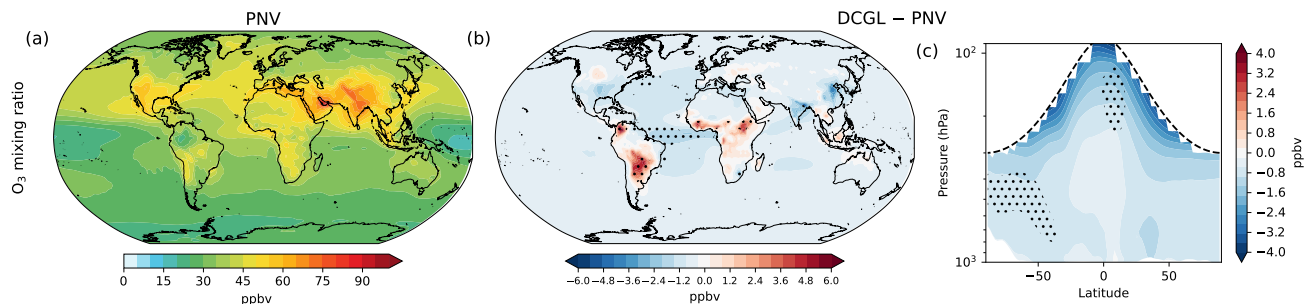 PNV
DCGL − PNV
(a)
(b)
(c)
O3 mixing ratio
0 15 30 45 60 75 90
ppbv
−6.0 −4.8 −3.6 −2.4 −1.2 0.0 1.2 2.4 3.6 4.8 6.0
ppbv
Pressure (hPa)
10²
10³
−50 0 50
Latitude
4.0
3.2
2.4
1.6
0.8
0.0
−0.8
−1.6
−2.4
−3.2
−4.0
ppbv